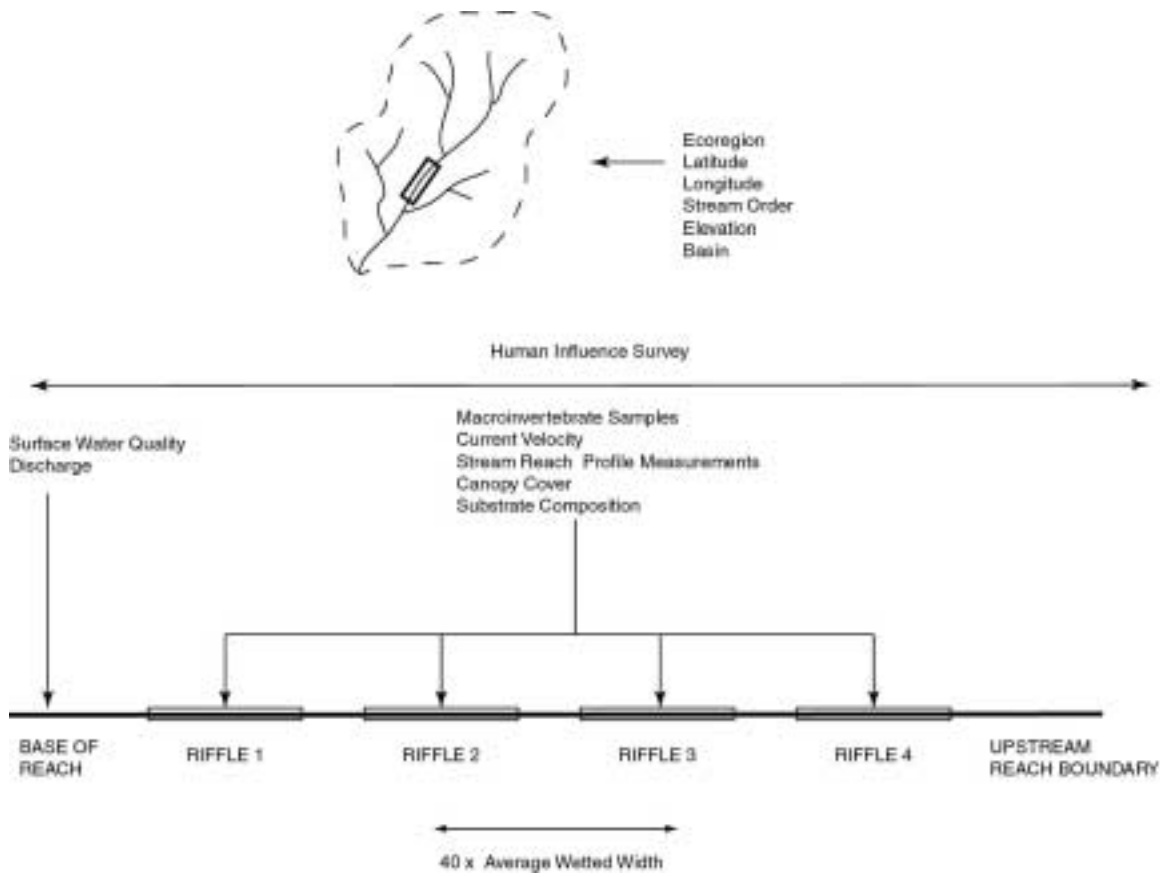 Ecoregion
Latitude
Longitude
Stream Order
Elevation
Basin
Human Influence Survey
Surface Water Quality
Discharge
Macroinvertebrate Samples
Current Velocity
Stream Reach Profile Measurements
Canopy Cover
Substrate Composition
BASE OF
REACH
RIFFLE 1
RIFFLE 2
RIFFLE 3
RIFFLE 4
UPSTREAM
REACH BOUNDARY
40 x Average Wetted Width